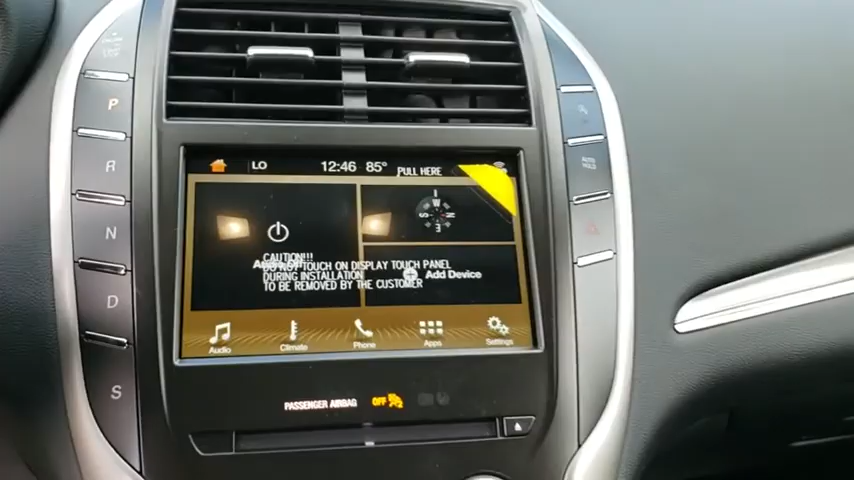 P
R
N
D
S
AUTO HOLD
LO 12:46 85° PULL HERE
W
S N
E
CAUTION!!!
DO NOT TOUCH ON DISPLAY TOUCH PANEL
DURING INSTALLATION
TO BE REMOVED BY THE CUSTOMER
Add Device
Audio Climate Phone Apps Settings
PASSENGER AIRBAG OFF